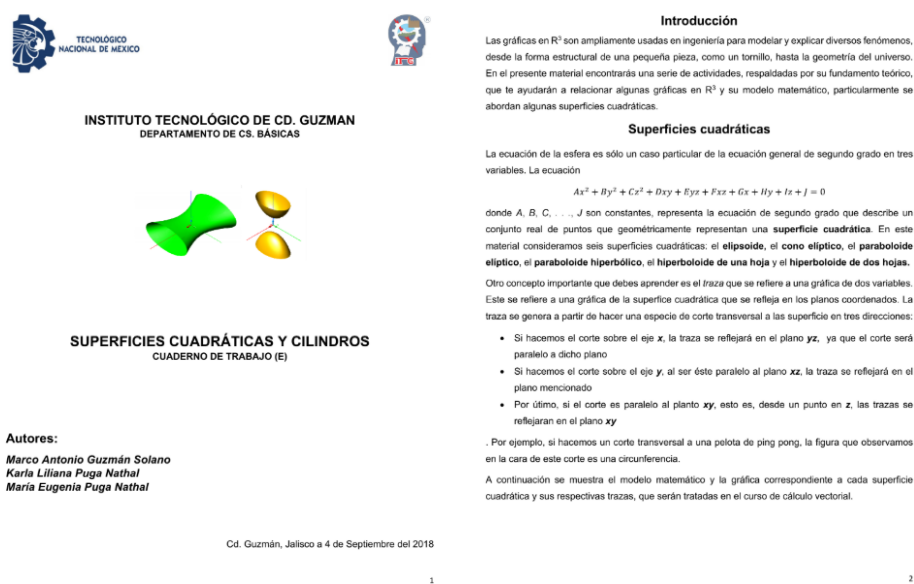 TECNOLÓGICO
NACIONAL DE MÉXICO
ITCG
INSTITUTO TECNOLÓGICO DE CD. GUZMAN
DEPARTAMENTO DE CS. BÁSICAS
SUPERFICIES CUADRÁTICAS Y CILINDROS
CUADERNO DE TRABAJO (E)
Autores:
Marco Antonio Guzmán Solano
Karla Liliana Puga Nathal
María Eugenia Puga Nathal
Cd. Guzmán, Jalisco a 4 de Septiembre del 2018
1
Introducción
Las gráficas en R³ son ampliamente usadas en ingeniería para modelar y explicar diversos fenómenos,
desde la forma estructural de una pequeña pieza, como un tornillo, hasta la geometría del universo.
En el presente material encontrarás una serie de actividades, respaldadas por su fundamento teórico,
que te ayudarán a relacionar algunas gráficas en R³ y su modelo matemático, particularmente se
abordan algunas superficies cuadráticas.
Superficies cuadráticas
La ecuación de la esfera es sólo un caso particular de la ecuación general de segundo grado en tres
variables. La ecuación
Ax² + By² + Cz² + Dxy + Eyz + Fxz + Gx + Hy + Iz + J = 0
donde A, B, C, . . ., J son constantes, representa la ecuación de segundo grado que describe un
conjunto real de puntos que geométricamente representan una superficie cuadrática. En este
material consideramos seis superficies cuadráticas: el elipsoide, el cono elíptico, el paraboloide
elíptico, el paraboloide hiperbólico, el hiperboloide de una hoja y el hiperboloide de dos hojas.
Otro concepto importante que debes aprender es el traza que se refiere a una gráfica de dos variables.
Este se refiere a una gráfica de la superfice cuadrática que se refleja en los planos coordenados. La
traza se genera a partir de hacer una especie de corte transversal a las superficie en tres direcciones:
• Si hacemos el corte sobre el eje x, la traza se reflejará en el plano yz, ya que el corte será
paralelo a dicho plano
• Si hacemos el corte sobre el eje y, al ser éste paralelo al plano xz, la traza se reflejará en el
plano mencionado
• Por útimo, si el corte es paralelo al planto xy, esto es, desde un punto en z, las trazas se
reflejaran en el plano xy
. Por ejemplo, si hacemos un corte transversal a una pelota de ping pong, la figura que observamos
en la cara de este corte es una circunferencia.
A continuación se muestra el modelo matemático y la gráfica correspondiente a cada superficie
cuadrática y sus respectivas trazas, que serán tratadas en el curso de cálculo vectorial.
2